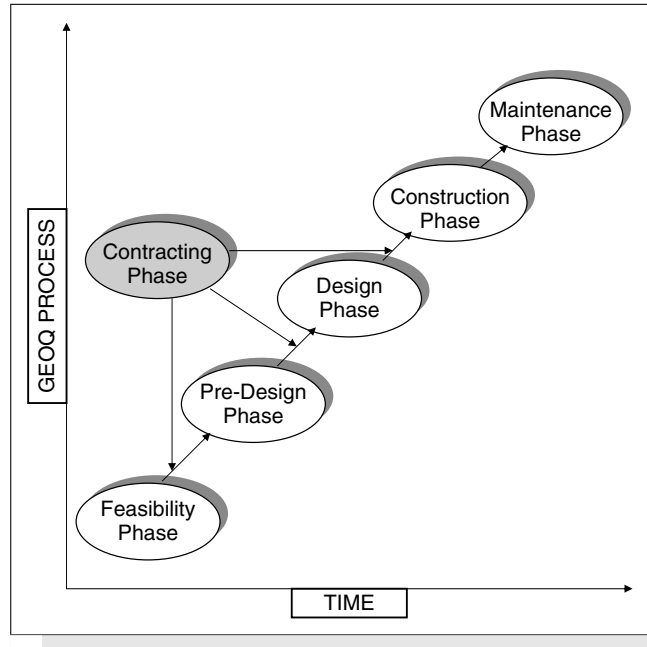 Maintenance
Phase
Construction
Phase
Contracting
Phase
Design
Phase
GEOQ PROCESS
Pre-Design
Phase
Feasibility
Phase
TIME